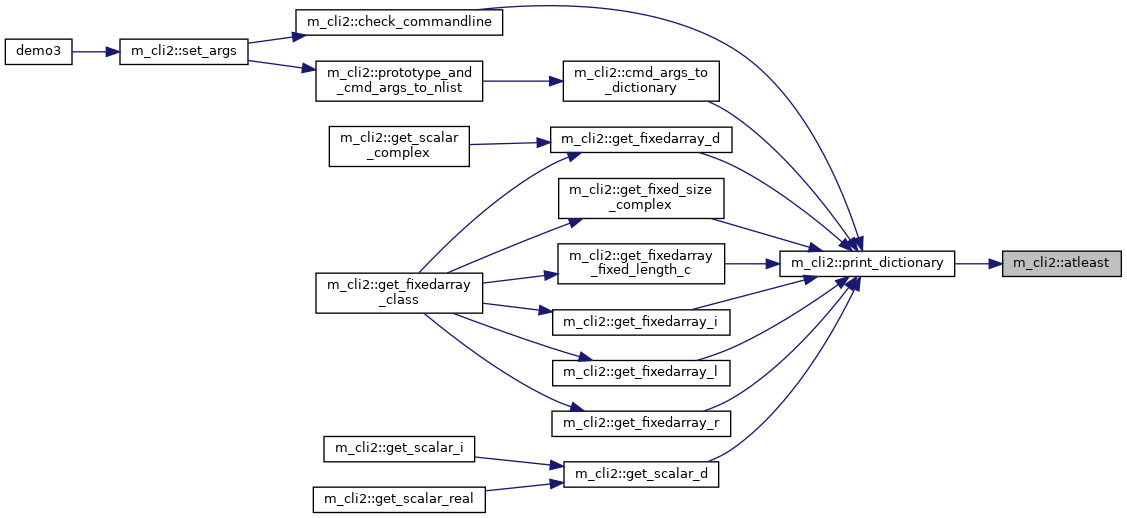 m_cli2::check_commandline
demo3
m_cli2::set_args
m_cli2::prototype_and
_cmd_args_to_nlist
m_cli2::cmd_args_to
_dictionary
m_cli2::get_scalar
_complex
m_cli2::get_fixedarray_d
m_cli2::get_fixed_size
_complex
m_cli2::get_fixedarray
_fixed_length_c
m_cli2::print_dictionary
m_cli2::atleast
m_cli2::get_fixedarray
_class
m_cli2::get_fixedarray_i
m_cli2::get_fixedarray_l
m_cli2::get_fixedarray_r
m_cli2::get_scalar_i
m_cli2::get_scalar_d
m_cli2::get_scalar_real